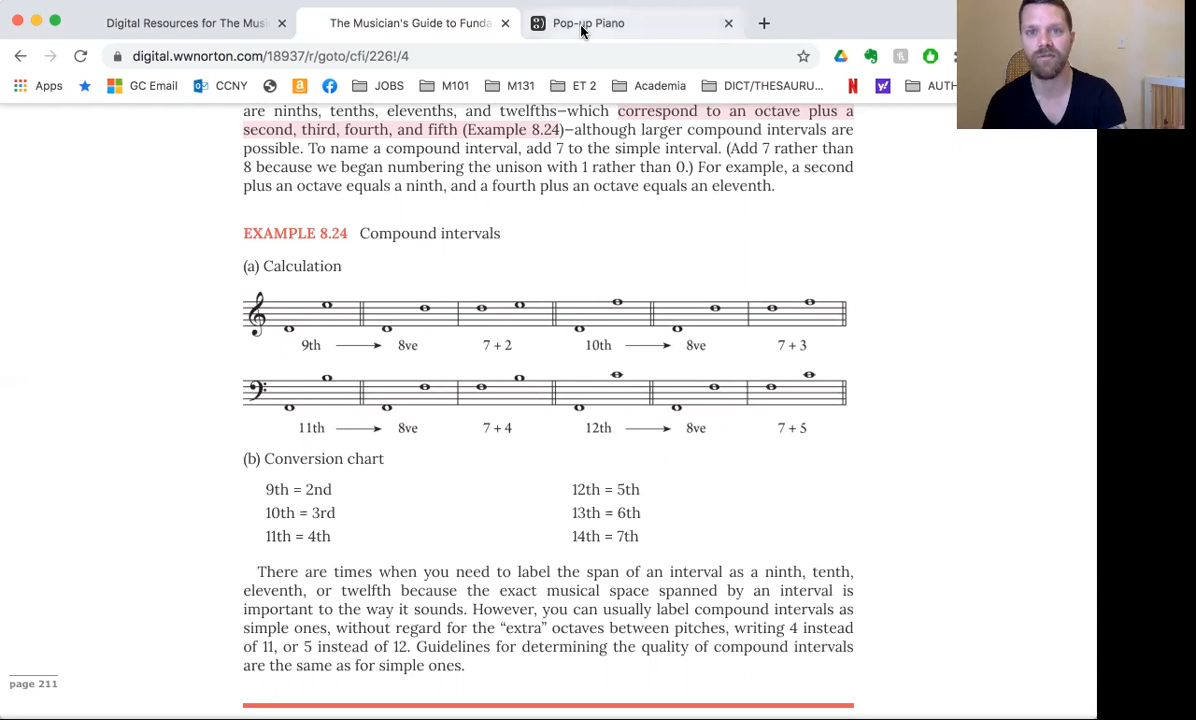 Digital Resources for The Musi
The Musician's Guide to Funda
Pop-up Piano
digital.wwnorton.com/18937/r/goto/cfi/226!/4
Apps GC Email CCNY JOBS M101 M131 ET 2 Academia DICT/THESAURU... AUTH
are ninths, tenths, elevenths, and twelfths—which correspond to an octave plus a
second, third, fourth, and fifth (Example 8.24)—although larger compound intervals are
possible. To name a compound interval, add 7 to the simple interval. (Add 7 rather than
8 because we began numbering the unison with 1 rather than 0.) For example, a second
plus an octave equals a ninth, and a fourth plus an octave equals an eleventh.
EXAMPLE 8.24 Compound intervals
(a) Calculation
9th 8ve 7 + 2 10th 8ve 7 + 3
11th 8ve 7 + 4 12th 8ve 7 + 5
(b) Conversion chart
9th = 2nd 12th = 5th
10th = 3rd 13th = 6th
11th = 4th 14th = 7th
There are times when you need to label the span of an interval as a ninth, tenth,
eleventh, or twelfth because the exact musical space spanned by an interval is
important to the way it sounds. However, you can usually label compound intervals as
simple ones, without regard for the "extra" octaves between pitches, writing 4 instead
of 11, or 5 instead of 12. Guidelines for determining the quality of compound intervals
are the same as for simple ones.
page 211